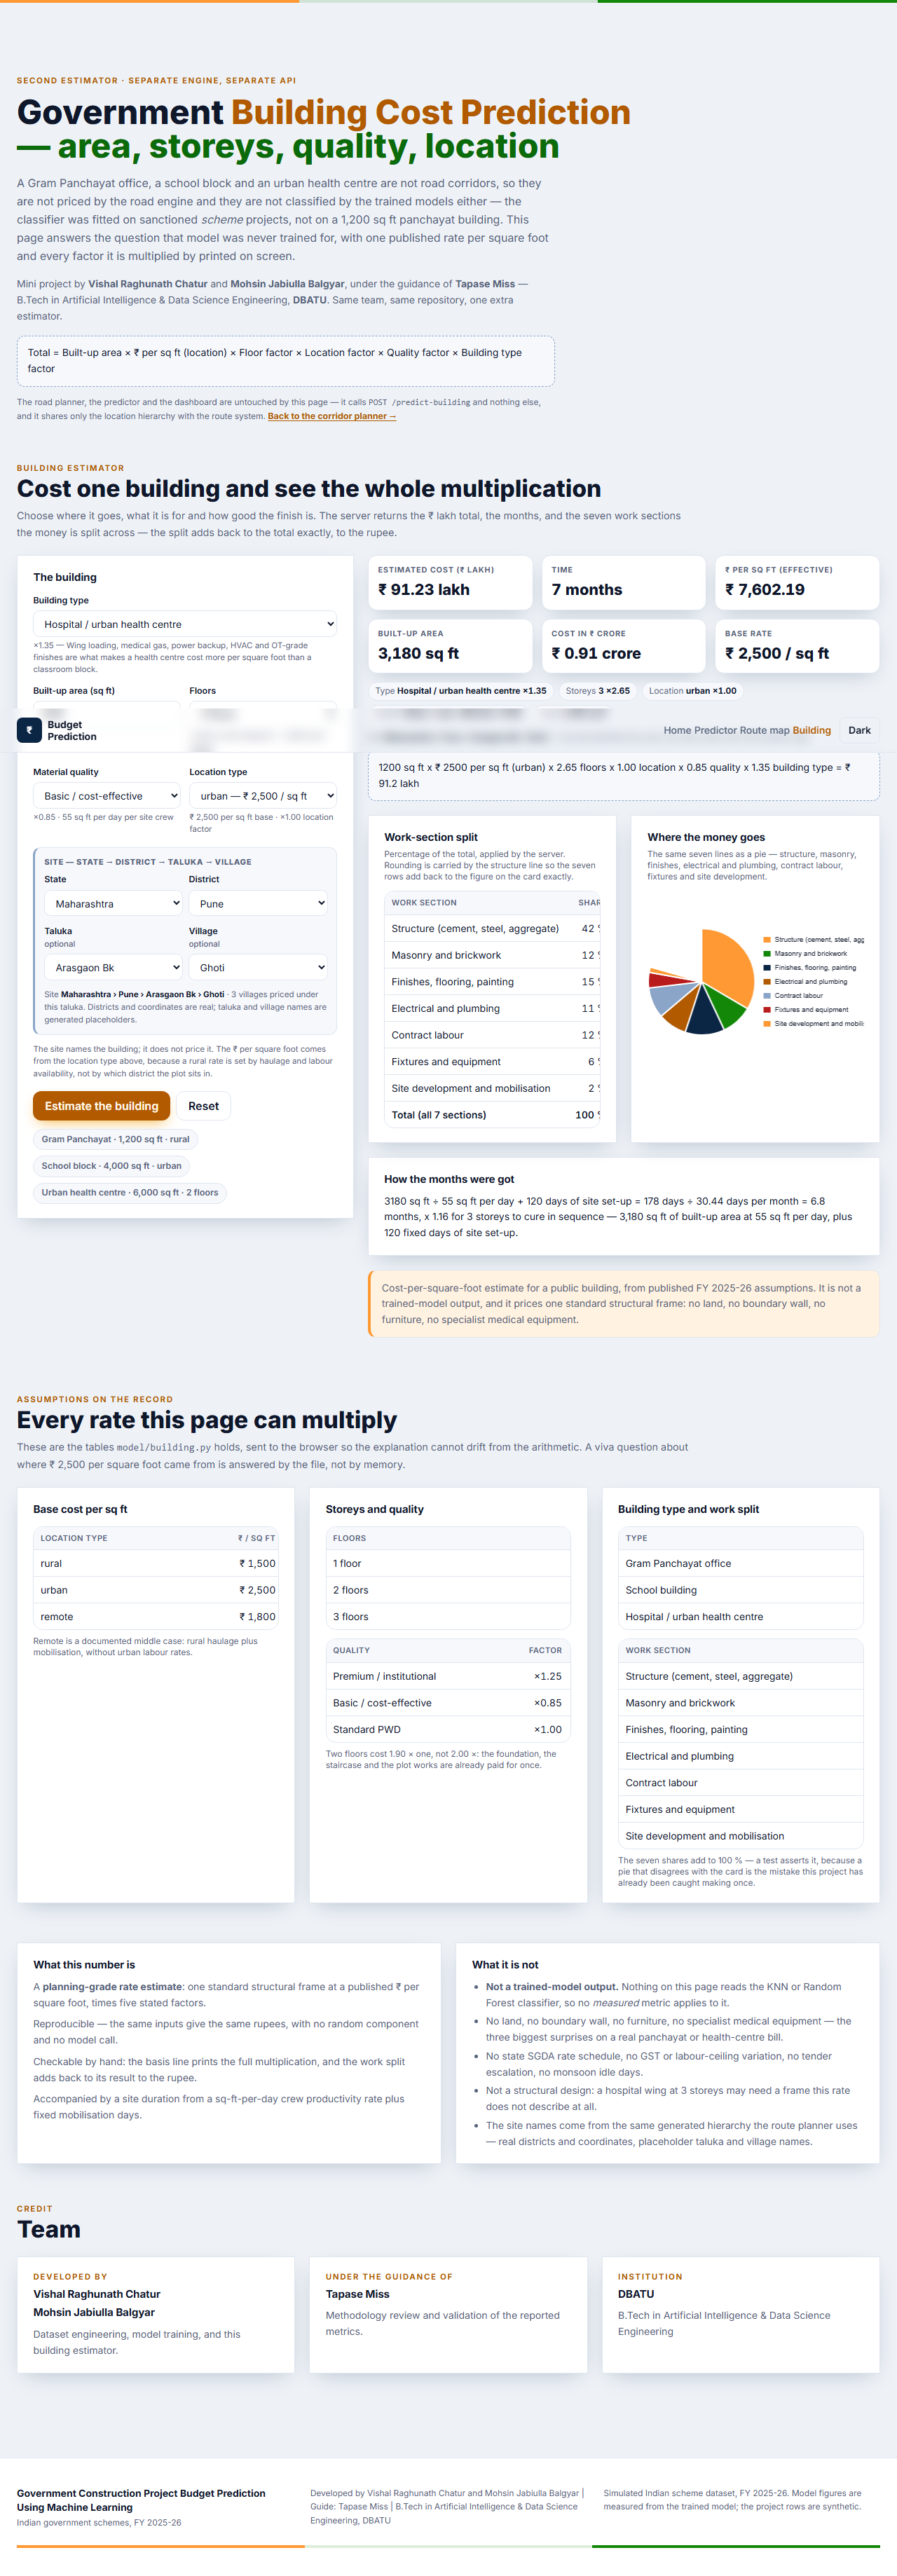 SECOND ESTIMATOR · SEPARATE ENGINE, SEPARATE API
Government Building Cost Prediction
— area, storeys, quality, location
A Gram Panchayat office, a school block and an urban health centre are not road corridors, so they
are not priced by the road engine and they are not classified by the trained models either — the
classifier was fitted on sanctioned scheme projects, not on a 1,200 sq ft panchayat building. This
page answers the question that model was never trained for, with one published rate per square foot
and every factor it is multiplied by printed on screen.
Mini project by Vishal Raghunath Chatur and Mohsin Jabiulla Balgyar, under the guidance of Tapase Miss —
B.Tech in Artificial Intelligence & Data Science Engineering, DBATU. Same team, same repository, one extra
estimator.
Total = Built-up area × ₹ per sq ft (location) × Floor factor × Location factor × Quality factor × Building type
factor
The road planner, the predictor and the dashboard are untouched by this page — it calls POST /predict-building and nothing else,
and it shares only the location hierarchy with the route system. Back to the corridor planner →
BUILDING ESTIMATOR
Cost one building and see the whole multiplication
Choose where it goes, what it is for and how good the finish is. The server returns the ₹ lakh total, the months, and the seven work sections
the money is split across — the split adds back to the total exactly, to the rupee.
The building
Building type
Hospital / urban health centre
×1.35 — Wing loading, medical gas, power backup, HVAC and OT-grade
finishes are what makes a health centre cost more per square foot than a
classroom block.
Built-up area (sq ft)
Floors
Material quality
Location type
Basic / cost-effective
urban — ₹ 2,500 / sq ft
×0.85 · 55 sq ft per day per site crew
₹ 2,500 per sq ft base · ×1.00 location
factor
SITE — STATE → DISTRICT → TALUKA → VILLAGE
State
District
Maharashtra
Pune
Taluka
optional
Village
optional
Arasgaon Bk
Ghoti
Site Maharashtra › Pune › Arasgaon Bk › Ghoti · 3 villages priced under
this taluka. Districts and coordinates are real; taluka and village names are
generated placeholders.
The site names the building; it does not price it. The ₹ per square foot comes
from the location type above, because a rural rate is set by haulage and labour
availability, not by which district the plot sits in.
Estimate the building
Reset
Gram Panchayat · 1,200 sq ft · rural
School block · 4,000 sq ft · urban
Urban health centre · 6,000 sq ft · 2 floors
ESTIMATED COST (₹ LAKH)
₹ 91.23 lakh
TIME
7 months
₹ PER SQ FT (EFFECTIVE)
₹ 7,602.19
BUILT-UP AREA
3,180 sq ft
COST IN ₹ CRORE
₹ 0.91 crore
BASE RATE
₹ 2,500 / sq ft
Type Hospital / urban health centre ×1.35
Storeys 3 ×2.65
Location urban ×1.00
₹
Budget
Prediction
Home Predictor Route map Building
Dark
1200 sq ft x ₹ 2500 per sq ft (urban) x 2.65 floors x 1.00 location x 0.85 quality x 1.35 building type = ₹
91.2 lakh
Work-section split
Percentage of the total, applied by the server.
Rounding is carried by the structure line so the seven
rows add back to the figure on the card exactly.
WORK SECTION SHAR
Structure (cement, steel, aggregate) 42 %
Masonry and brickwork 12 %
Finishes, flooring, painting 15 %
Electrical and plumbing 11 %
Contract labour 12 %
Fixtures and equipment 6 %
Site development and mobilisation 2 %
Total (all 7 sections) 100 %
Where the money goes
The same seven lines as a pie — structure, masonry,
finishes, electrical and plumbing, contract labour,
fixtures and site development.
Structure (cement, steel, agg
Masonry and brickwork
Finishes, flooring, painting
Electrical and plumbing
Contract labour
Fixtures and equipment
Site development and mobili
How the months were got
3180 sq ft ÷ 55 sq ft per day + 120 days of site set-up = 178 days ÷ 30.44 days per month = 6.8
months, x 1.16 for 3 storeys to cure in sequence — 3,180 sq ft of built-up area at 55 sq ft per day, plus
120 fixed days of site set-up.
Cost-per-square-foot estimate for a public building, from published FY 2025-26 assumptions. It is not a
trained-model output, and it prices one standard structural frame: no land, no boundary wall, no
furniture, no specialist medical equipment.
ASSUMPTIONS ON THE RECORD
Every rate this page can multiply
These are the tables model/building.py holds, sent to the browser so the explanation cannot drift from the arithmetic. A viva question about
where ₹ 2,500 per square foot came from is answered by the file, not by memory.
Base cost per sq ft
LOCATION TYPE ₹ / SQ FT
rural ₹ 1,500
urban ₹ 2,500
remote ₹ 1,800
Remote is a documented middle case: rural haulage plus
mobilisation, without urban labour rates.
Storeys and quality
FLOORS
1 floor
2 floors
3 floors
QUALITY FACTOR
Premium / institutional ×1.25
Basic / cost-effective ×0.85
Standard PWD ×1.00
Two floors cost 1.90 × one, not 2.00 ×: the foundation, the
staircase and the plot works are already paid for once.
Building type and work split
TYPE
Gram Panchayat office
School building
Hospital / urban health centre
WORK SECTION
Structure (cement, steel, aggregate)
Masonry and brickwork
Finishes, flooring, painting
Electrical and plumbing
Contract labour
Fixtures and equipment
Site development and mobilisation
The seven shares add to 100 % — a test asserts it, because a
pie that disagrees with the card is the mistake this project has
already been caught making once.
What this number is
A planning-grade rate estimate: one standard structural frame at a published ₹ per
square foot, times five stated factors.
Reproducible — the same inputs give the same rupees, with no random component
and no model call.
Checkable by hand: the basis line prints the full multiplication, and the work split
adds back to its result to the rupee.
Accompanied by a site duration from a sq-ft-per-day crew productivity rate plus
fixed mobilisation days.
What it is not
• Not a trained-model output. Nothing on this page reads the KNN or Random
Forest classifier, so no measured metric applies to it.
• No land, no boundary wall, no furniture, no specialist medical equipment — the
three biggest surprises on a real panchayat or health-centre bill.
• No state SGDA rate schedule, no GST or labour-ceiling variation, no tender
escalation, no monsoon idle days.
• Not a structural design: a hospital wing at 3 storeys may need a frame this rate
does not describe at all.
• The site names come from the same generated hierarchy the route planner uses
— real districts and coordinates, placeholder taluka and village names.
CREDIT
Team
DEVELOPED BY
Vishal Raghunath Chatur
Mohsin Jabiulla Balgyar
Dataset engineering, model training, and this
building estimator.
UNDER THE GUIDANCE OF
Tapase Miss
Methodology review and validation of the reported
metrics.
INSTITUTION
DBATU
B.Tech in Artificial Intelligence & Data Science
Engineering
Government Construction Project Budget Prediction
Using Machine Learning
Indian government schemes, FY 2025-26
Developed by Vishal Raghunath Chatur and Mohsin Jabiulla Balgyar |
Guide: Tapase Miss | B.Tech in Artificial Intelligence & Data Science
Engineering, DBATU
Simulated Indian scheme dataset, FY 2025-26. Model figures are
measured from the trained model; the project rows are synthetic.